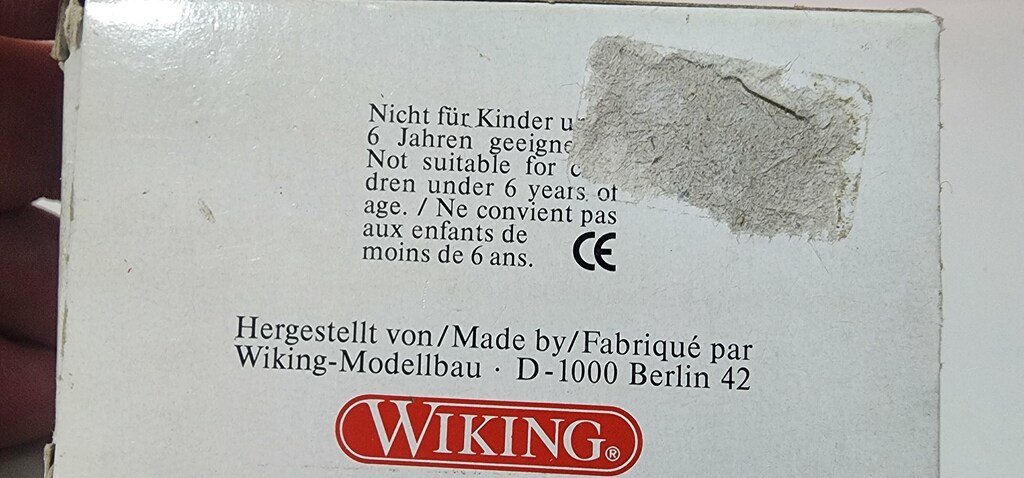 Nicht für Kinder
6 Jahren
Not suitable for
dren under 6 years of
age. / Ne convient pas
aux enfants de
moins de 6 ans. CE
Hergestellt von/Made by/Fabriqué par
Wiking-Modellbau · D-1000 Berlin 42
WIKING®